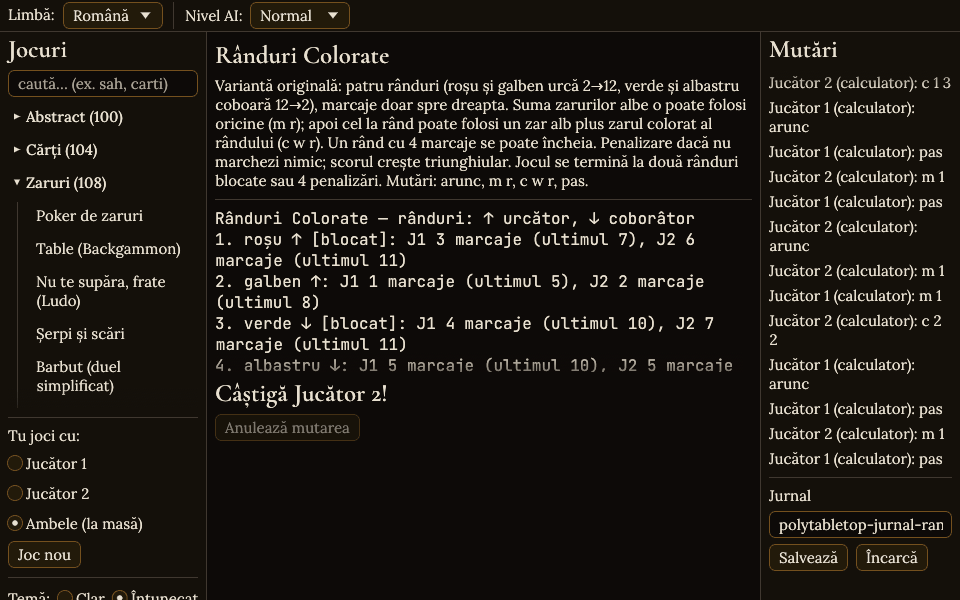 Limbă: Română ▼ Nivel AI: Normal ▼
Jocuri
caută... (ex. sah, carti)
▸ Abstract (100)
▸ Cărți (104)
▾ Zaruri (108)
Poker de zaruri
Table (Backgammon)
Nu te supăra, frate
(Ludo)
Șerpi și scări
Barbut (duel
simplificat)
Tu joci cu:
Jucător 1
Jucător 2
Ambele (la masă)
Joc nou
Temă: Clar Întunecat
Rânduri Colorate
Variantă originală: patru rânduri (roșu și galben urcă 2→12, verde și albastru
coboară 12→2), marcaje doar spre dreapta. Suma zarurilor albe o poate folosi
oricine (m r); apoi cel la rând poate folosi un zar alb plus zarul colorat al
rândului (c w r). Un rând cu 4 marcaje se poate încheia. Penalizare dacă nu
marchezi nimic; scorul crește triunghiular. Jocul se termină la două rânduri
blocate sau 4 penalizări. Mutări: arunc, m r, c w r, pas.
Rânduri Colorate — rânduri: ↑ urcător, ↓ coborâtor
1. roșu ↑ [blocat]: J1 3 marcaje (ultimul 7), J2 6
marcaje (ultimul 11)
2. galben ↑: J1 1 marcaje (ultimul 5), J2 2 marcaje
(ultimul 8)
3. verde ↓ [blocat]: J1 4 marcaje (ultimul 10), J2 7
marcaje (ultimul 11)
4. albastru ↓: J1 5 marcaje (ultimul 10), J2 5 marcaje
Câștigă Jucător 2!
Anulează mutarea
Mutări
Jucător 2 (calculator): c 1 3
Jucător 1 (calculator):
arunc
Jucător 1 (calculator): pas
Jucător 2 (calculator): m 1
Jucător 1 (calculator): pas
Jucător 2 (calculator):
arunc
Jucător 2 (calculator): m 1
Jucător 1 (calculator): m 1
Jucător 2 (calculator): c 2
2
Jucător 1 (calculator):
arunc
Jucător 1 (calculator): pas
Jucător 2 (calculator): m 1
Jucător 1 (calculator): pas
Jurnal
polytabletop-jurnal-ran
Salvează Încarcă